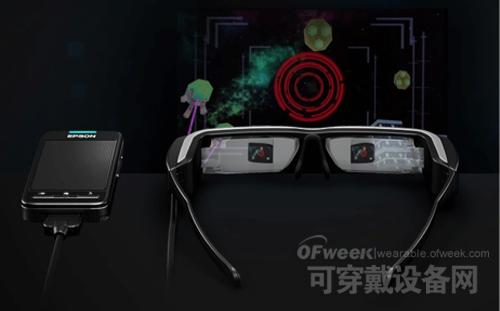 EPSON
OFweek | wearable.ofweek.com
可穿戴设备网